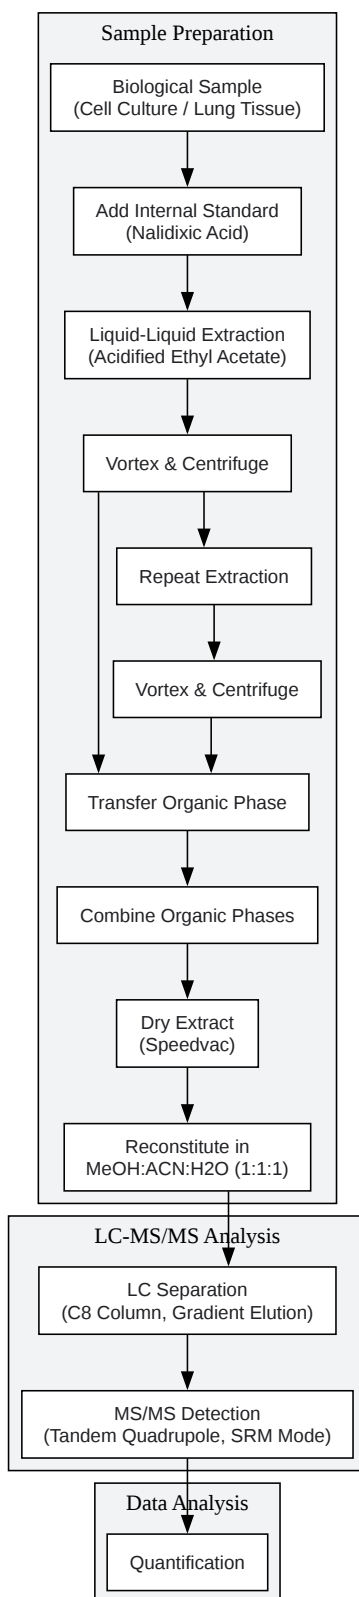 Sample Preparation
Biological Sample
(Cell Culture / Lung Tissue)
Add Internal Standard
(Nalidixic Acid)
Liquid-Liquid Extraction
(Acidified Ethyl Acetate)
Vortex & Centrifuge
Repeat Extraction
Vortex & Centrifuge
Transfer Organic Phase
Combine Organic Phases
Dry Extract
(Speedvac)
Reconstitute in
MeOH:ACN:H2O (1:1:1)
LC-MS/MS Analysis
LC Separation
(C8 Column, Gradient Elution)
MS/MS Detection
(Tandem Quadrupole, SRM Mode)
Data Analysis
Quantification